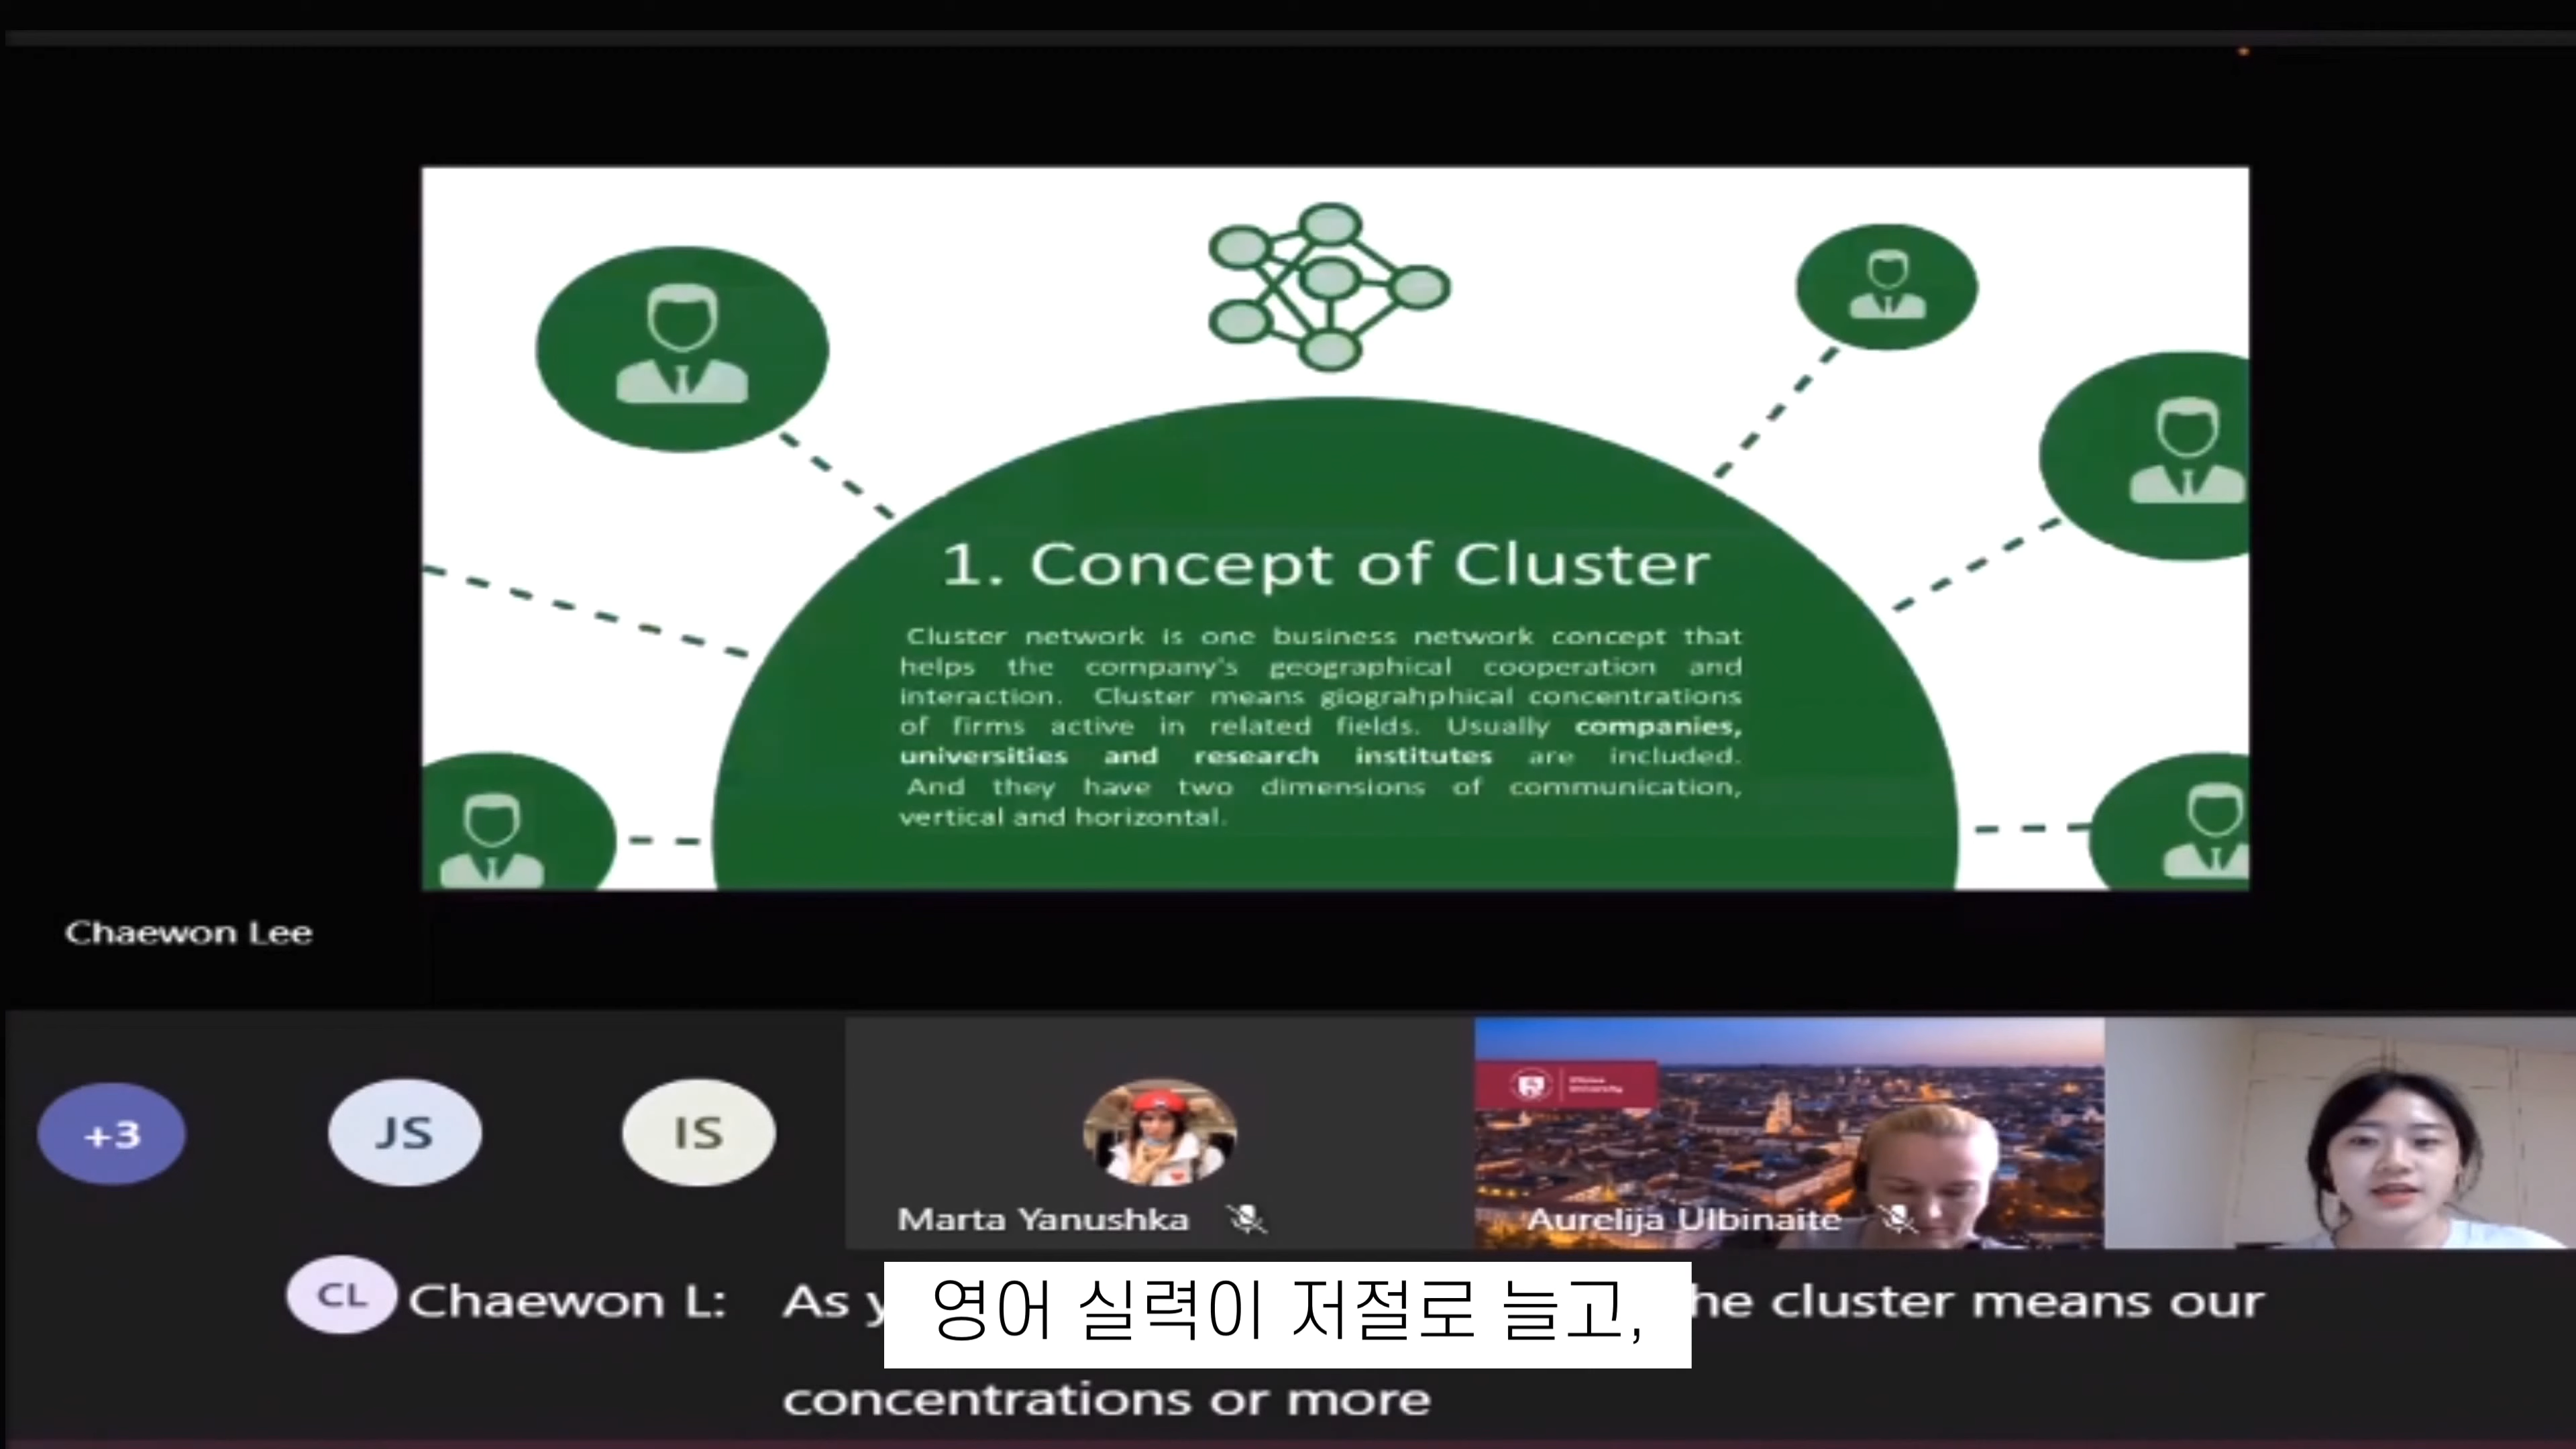 1. Concept of Cluster
Cluster network is one business network concept that
helps the company's geographical cooperation and
interaction. Cluster means giograhphical concentrations
of firms active in related fields. Usually companies,
universities and research institutes are included.
And they have two dimensions of communication,
vertical and horizontal.
Chaewon Lee
+3
JS
IS
Marta Yanushka
Vilnius
University
Aurelija Ulbinaite
CL Chaewon L: As he cluster means our
영어 실력이 저절로 늘고,
concentrations or more